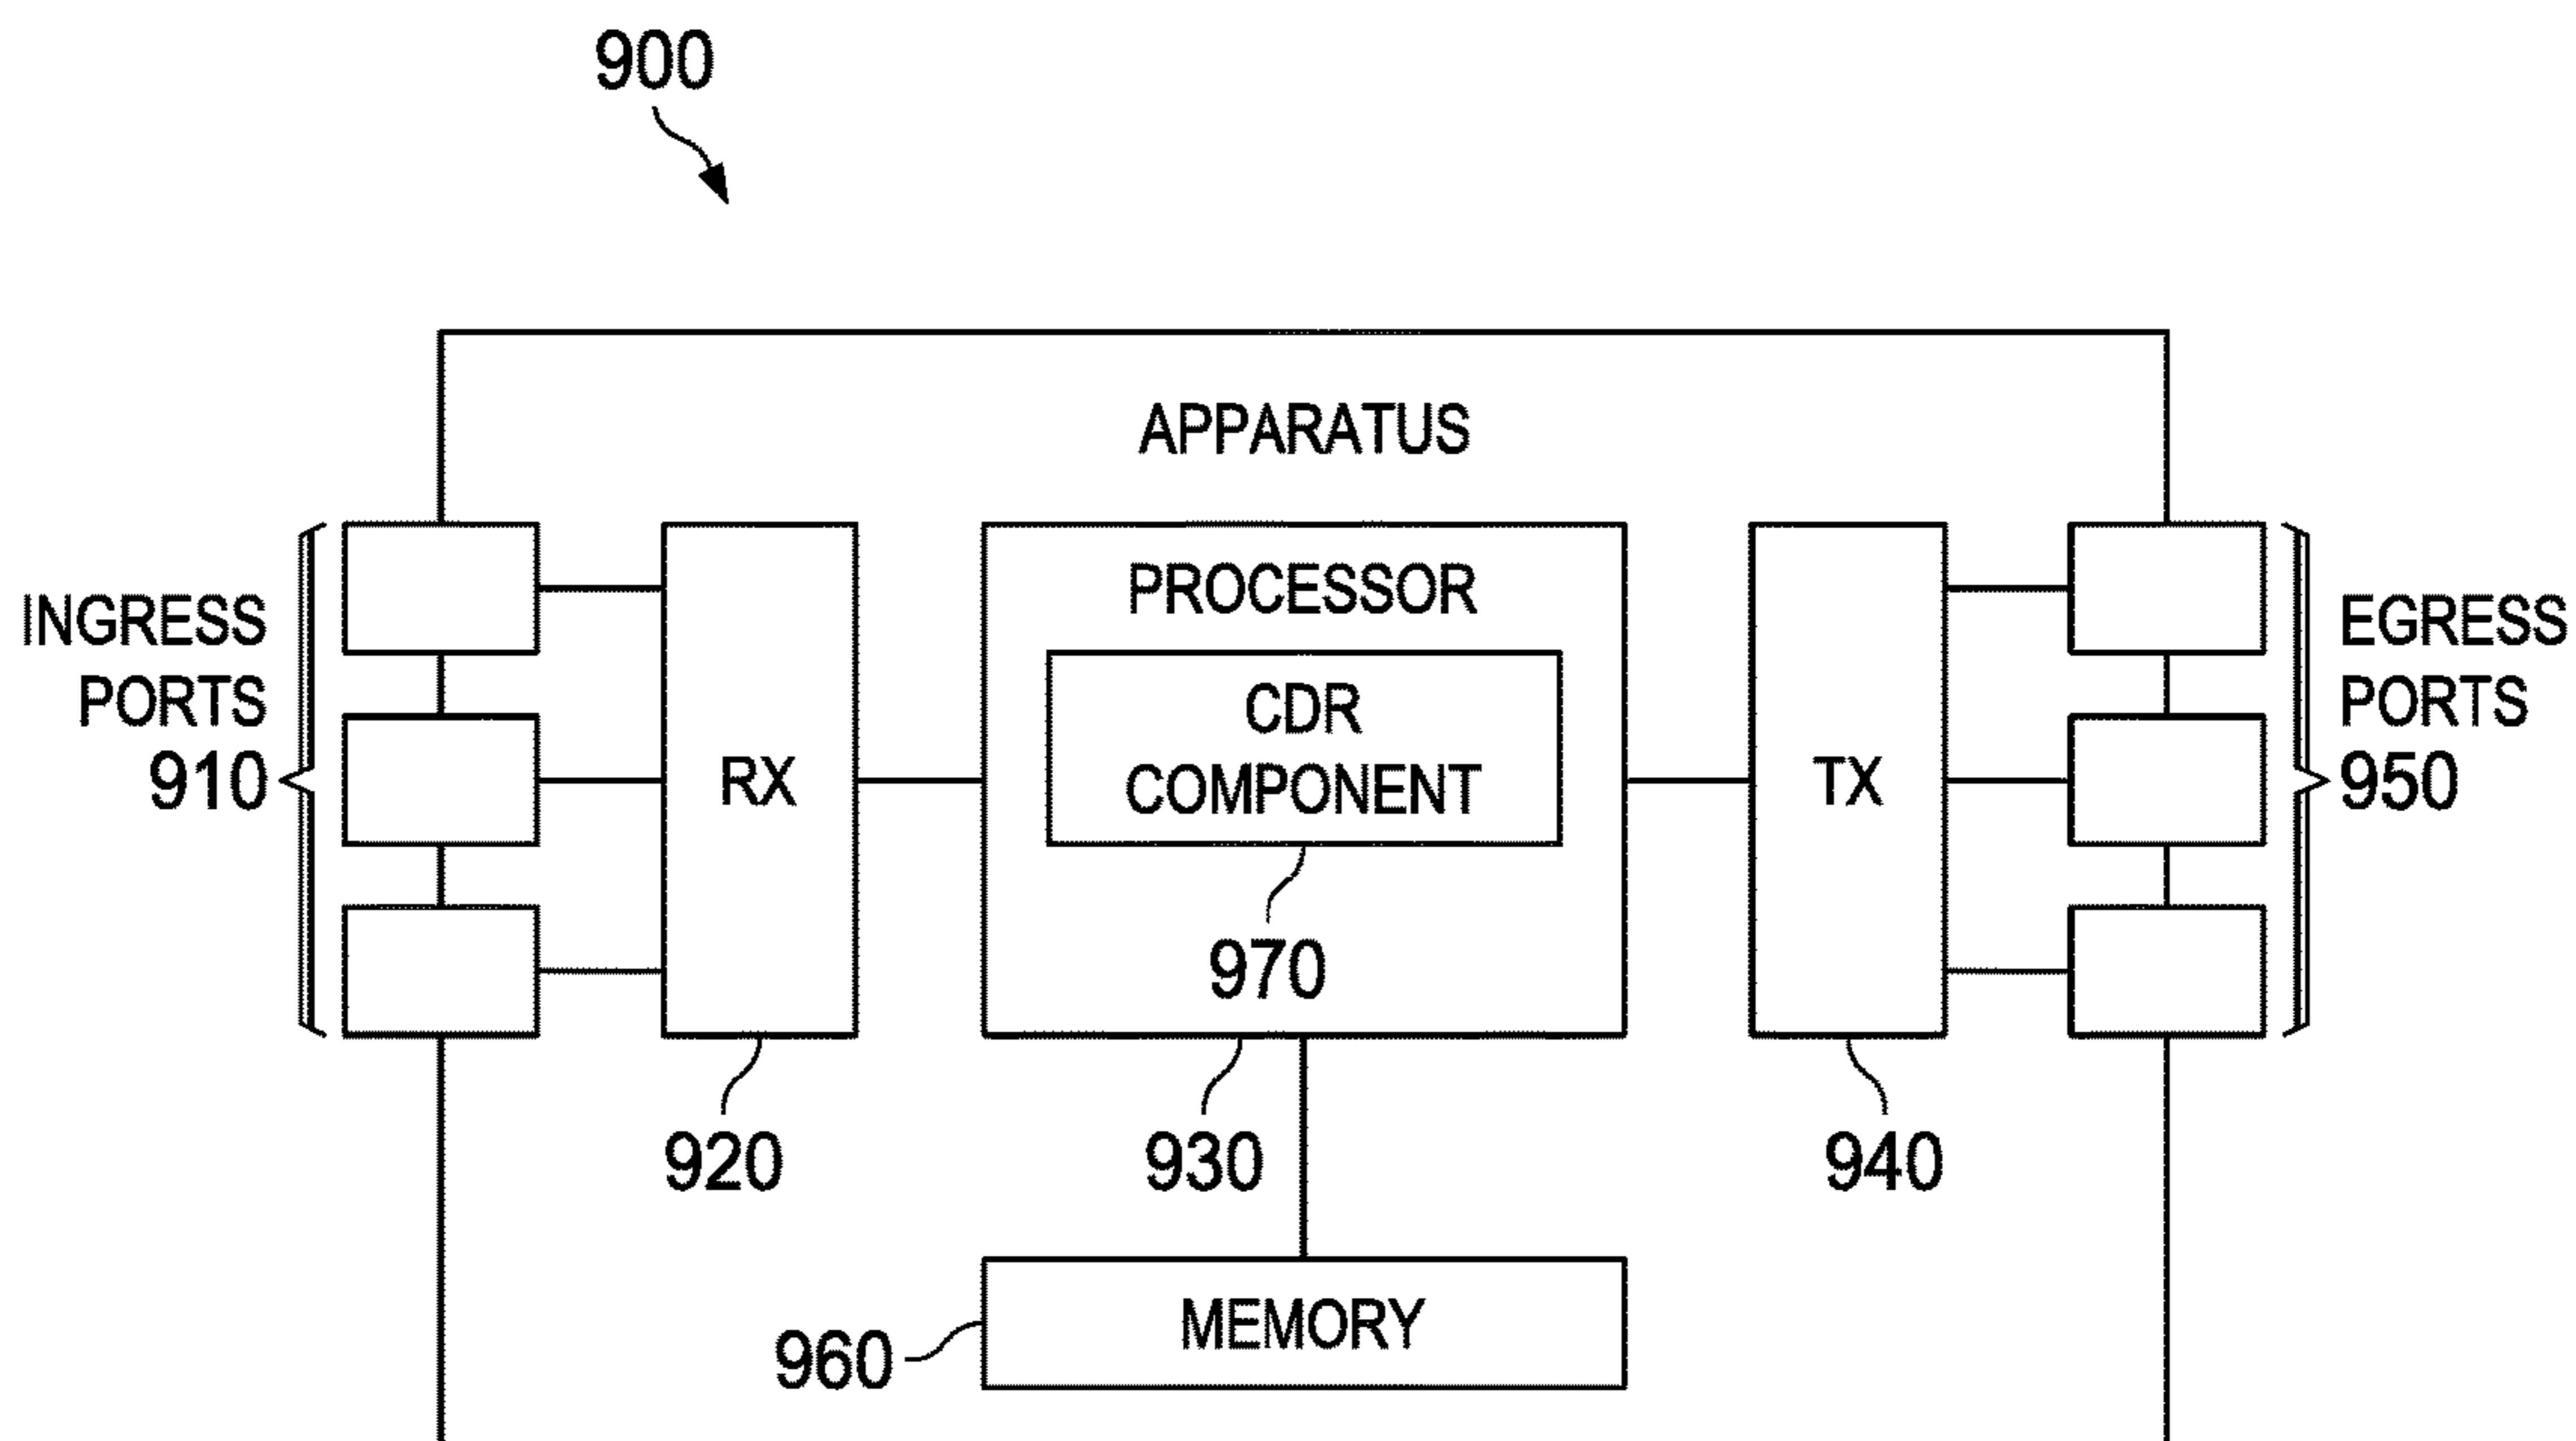 900
APPARATUS
INGRESS
PORTS
910
RX
920
PROCESSOR
CDR
COMPONENT
970
930
TX
940
EGRESS
PORTS
950
MEMORY
960